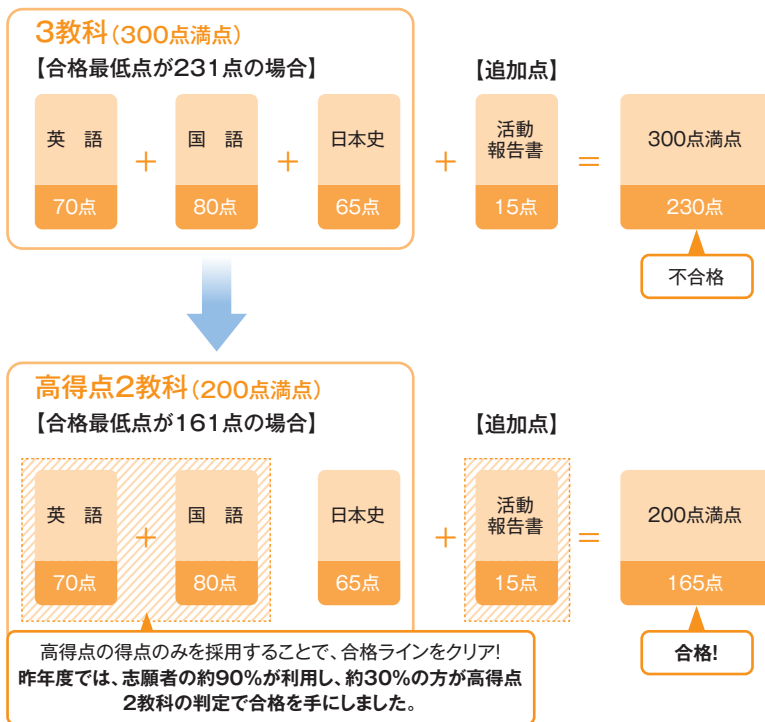 3教科(300点満点)
【合格最低点が231点の場合】
【追加点】
英 語
+
国 語
+
日本史
+
活動
報告書
=
300点満点
70点
80点
65点
15点
230点
不合格
高得点2教科(200点満点)
【合格最低点が161点の場合】
【追加点】
英 語
+
国 語
日本史
+
活動
報告書
=
200点満点
70点
80点
65点
15点
165点
合格!
高得点の得点のみを採用することで、合格ラインをクリア!
昨年度では、志願者の約90%が利用し、約30%の方が高得点
2教科の判定で合格を手にしました。